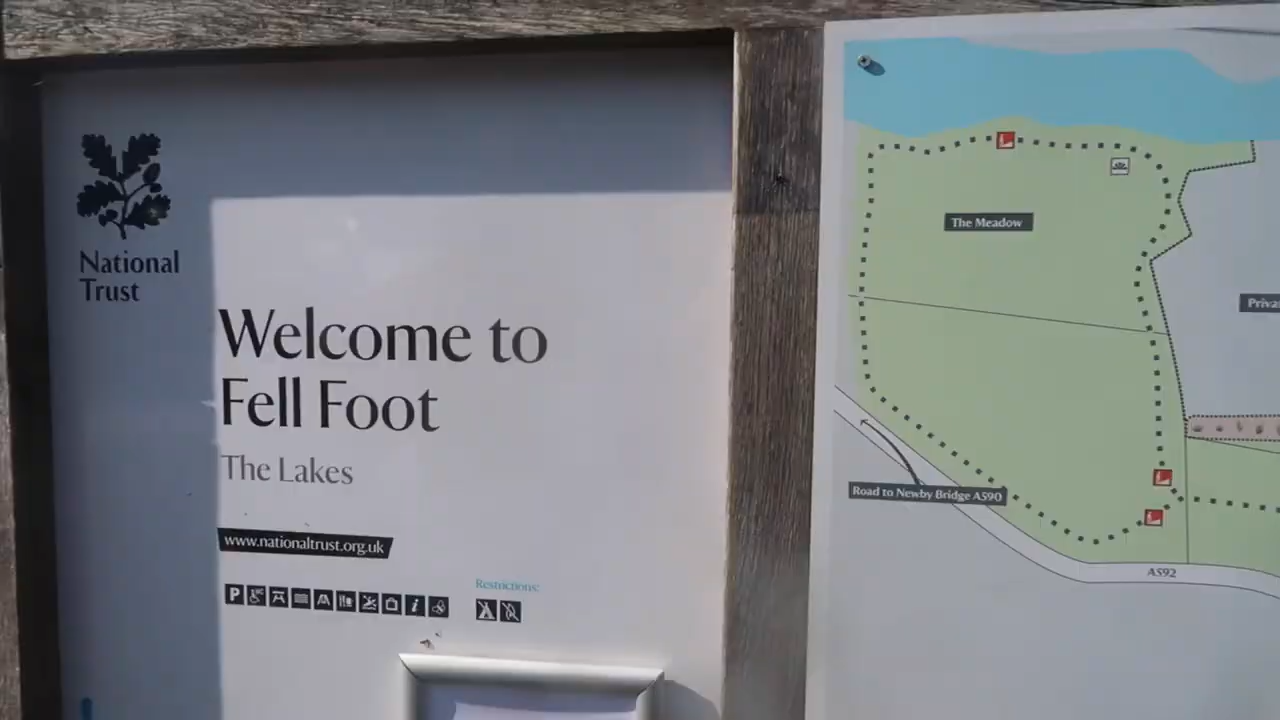 National
Trust
Welcome to
Fell Foot
The Lakes
www.nationaltrust.org.uk
P
i
Restrictions:
The Meadow
Road to Newby Bridge A590
A592